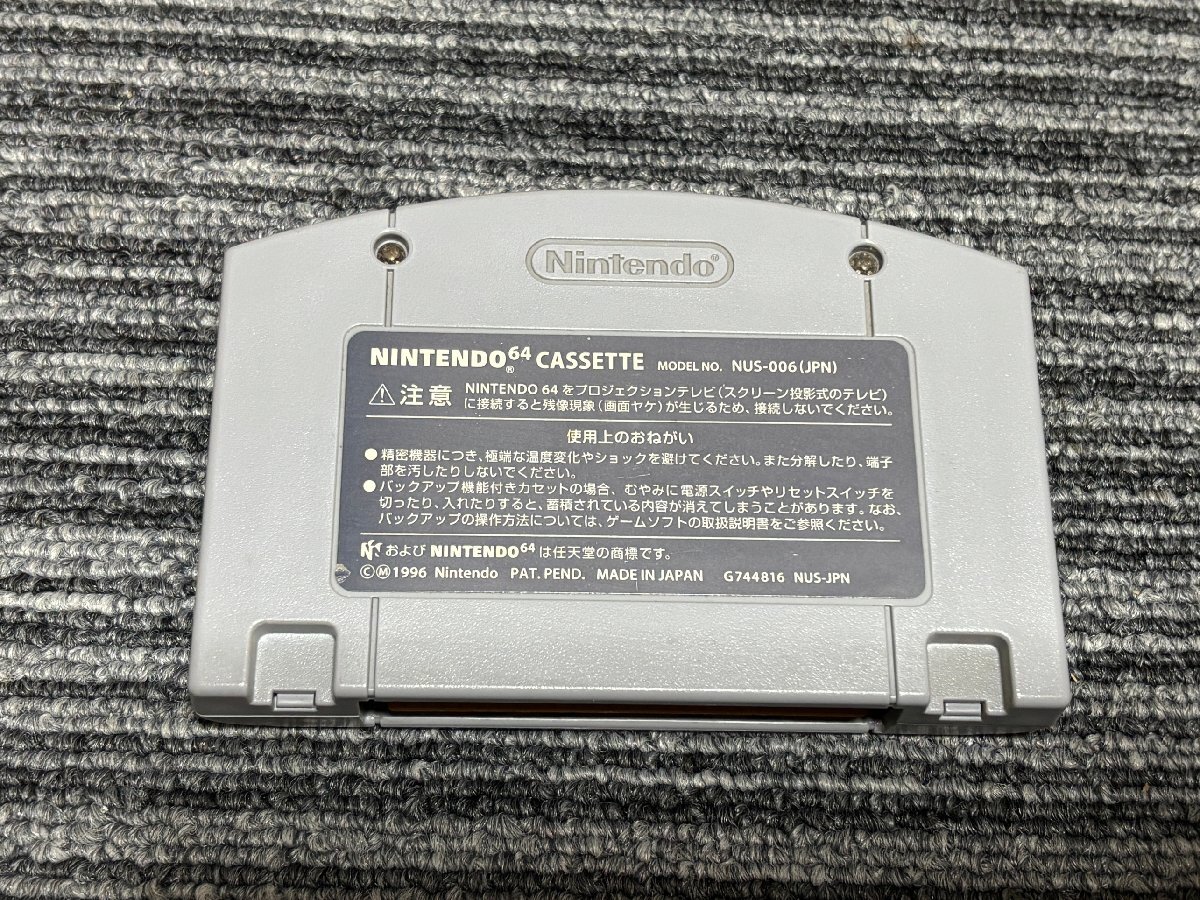 Nintendo®
NINTENDO®64 CASSETTE MODEL NO. NUS-006(JPN)
注意 NINTENDO 64をプロジェクションテレビ(スクリーン投影式のテレビ)
に接続すると残像現象(画面ヤケ)が生じるため、接続しないでください。
使用上のおねがい
●精密機器につき、極端な温度変化やショックを避けてください。また分解したり、端子
部を汚したりしないでください。
●バックアップ機能付きカセットの場合、むやみに電源スイッチやリセットスイッチを
切ったり、入れたりすると、蓄積されている内容が消えてしまうことがあります。なお、
バックアップの操作方法については、ゲームソフトの取扱説明書をご参照ください。
および NINTENDO64 は任天堂の商標です。
ⒸⓂ1996 Nintendo PAT. PEND. MADE IN JAPAN G744816 NUS-JPN